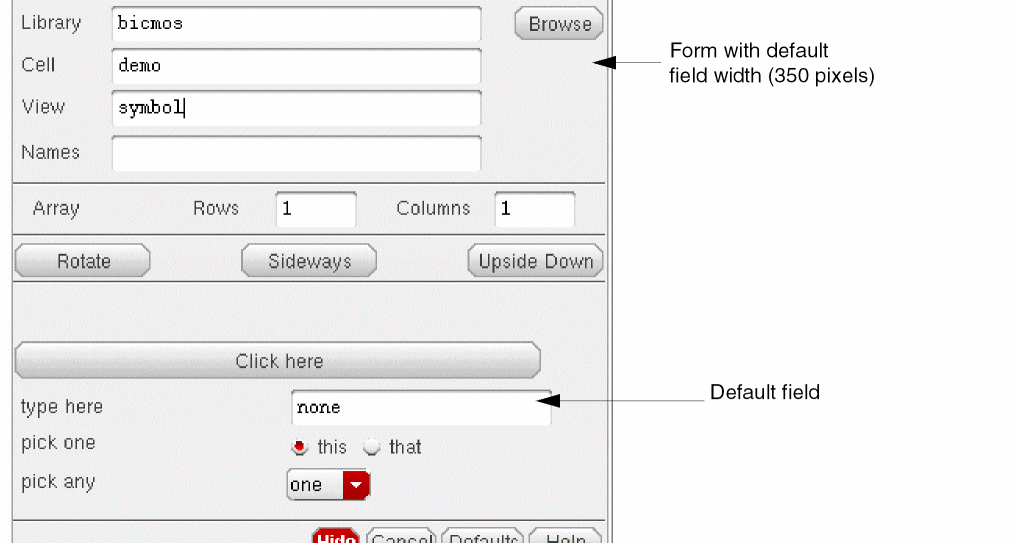 Library bicmos Browse
Form with default
Cell demo
field width (350 pixels)
View symbol
Names
Array Rows 1 Columns 1
Rotate Sideways Upside Down
Click here
type here none
Default field
pick one this that
pick any one
Hide Cancel Defaults Help